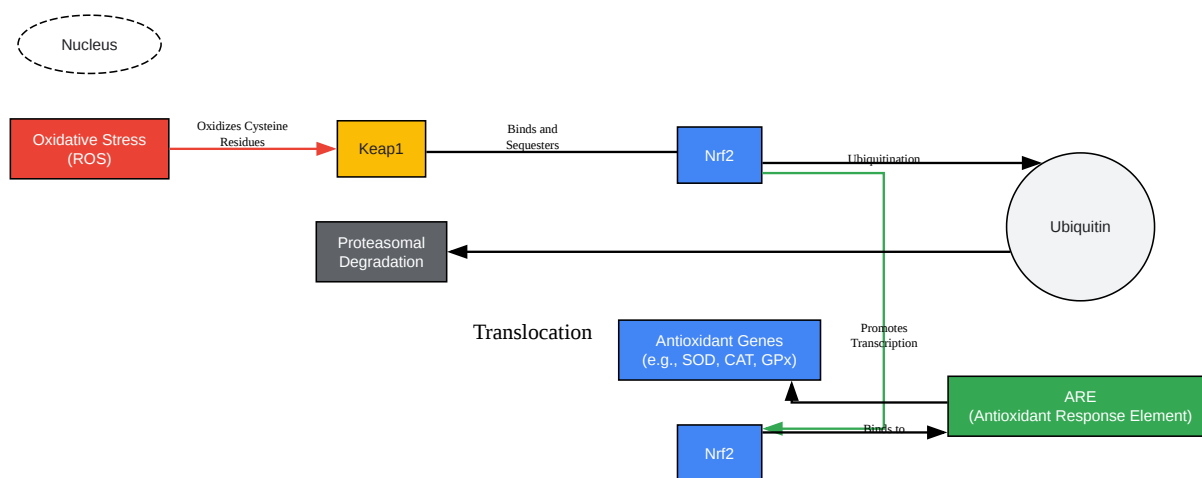 Nucleus
Oxidative Stress
(ROS)
Oxidizes Cysteine
Residues
Keap1
Binds and
Sequesters
Nrf2
Ubiquitination
Ubiquitin
Proteasomal
Degradation
Translocation
Antioxidant Genes
(e.g., SOD, CAT, GPx)
Promotes
Transcription
ARE
(Antioxidant Response Element)
Nrf2
Binds to